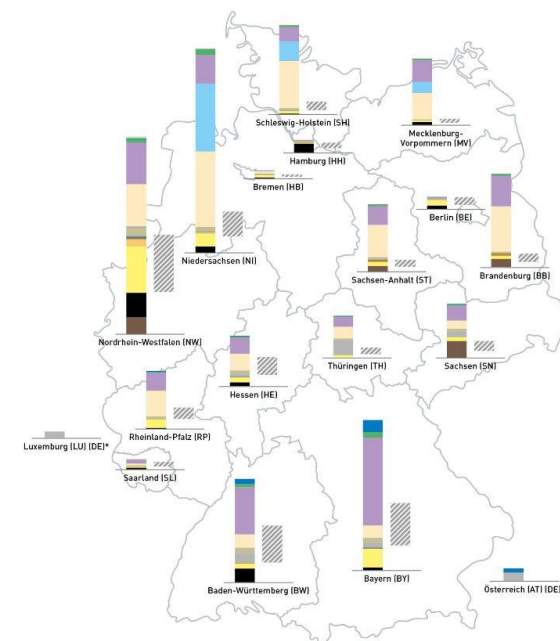 Schleswig-Holstein (SH)
Mecklenburg-
Vorpommern (MV)
Hamburg (HH)
Bremen (HB)
Berlin (BE)
Niedersachsen (NI)
Sachsen-Anhalt (ST)
Brandenburg (BB)
Nordrhein-Westfalen (NW)
Thüringen (TH)
Sachsen (SN)
Hessen (HE)
Rheinland-Pfalz (RP)
Luxemburg (LU) (DE)*
Saarland (SL)
Bayern (BY)
Baden-Württemberg (BW)
Österreich (AT) (DE)